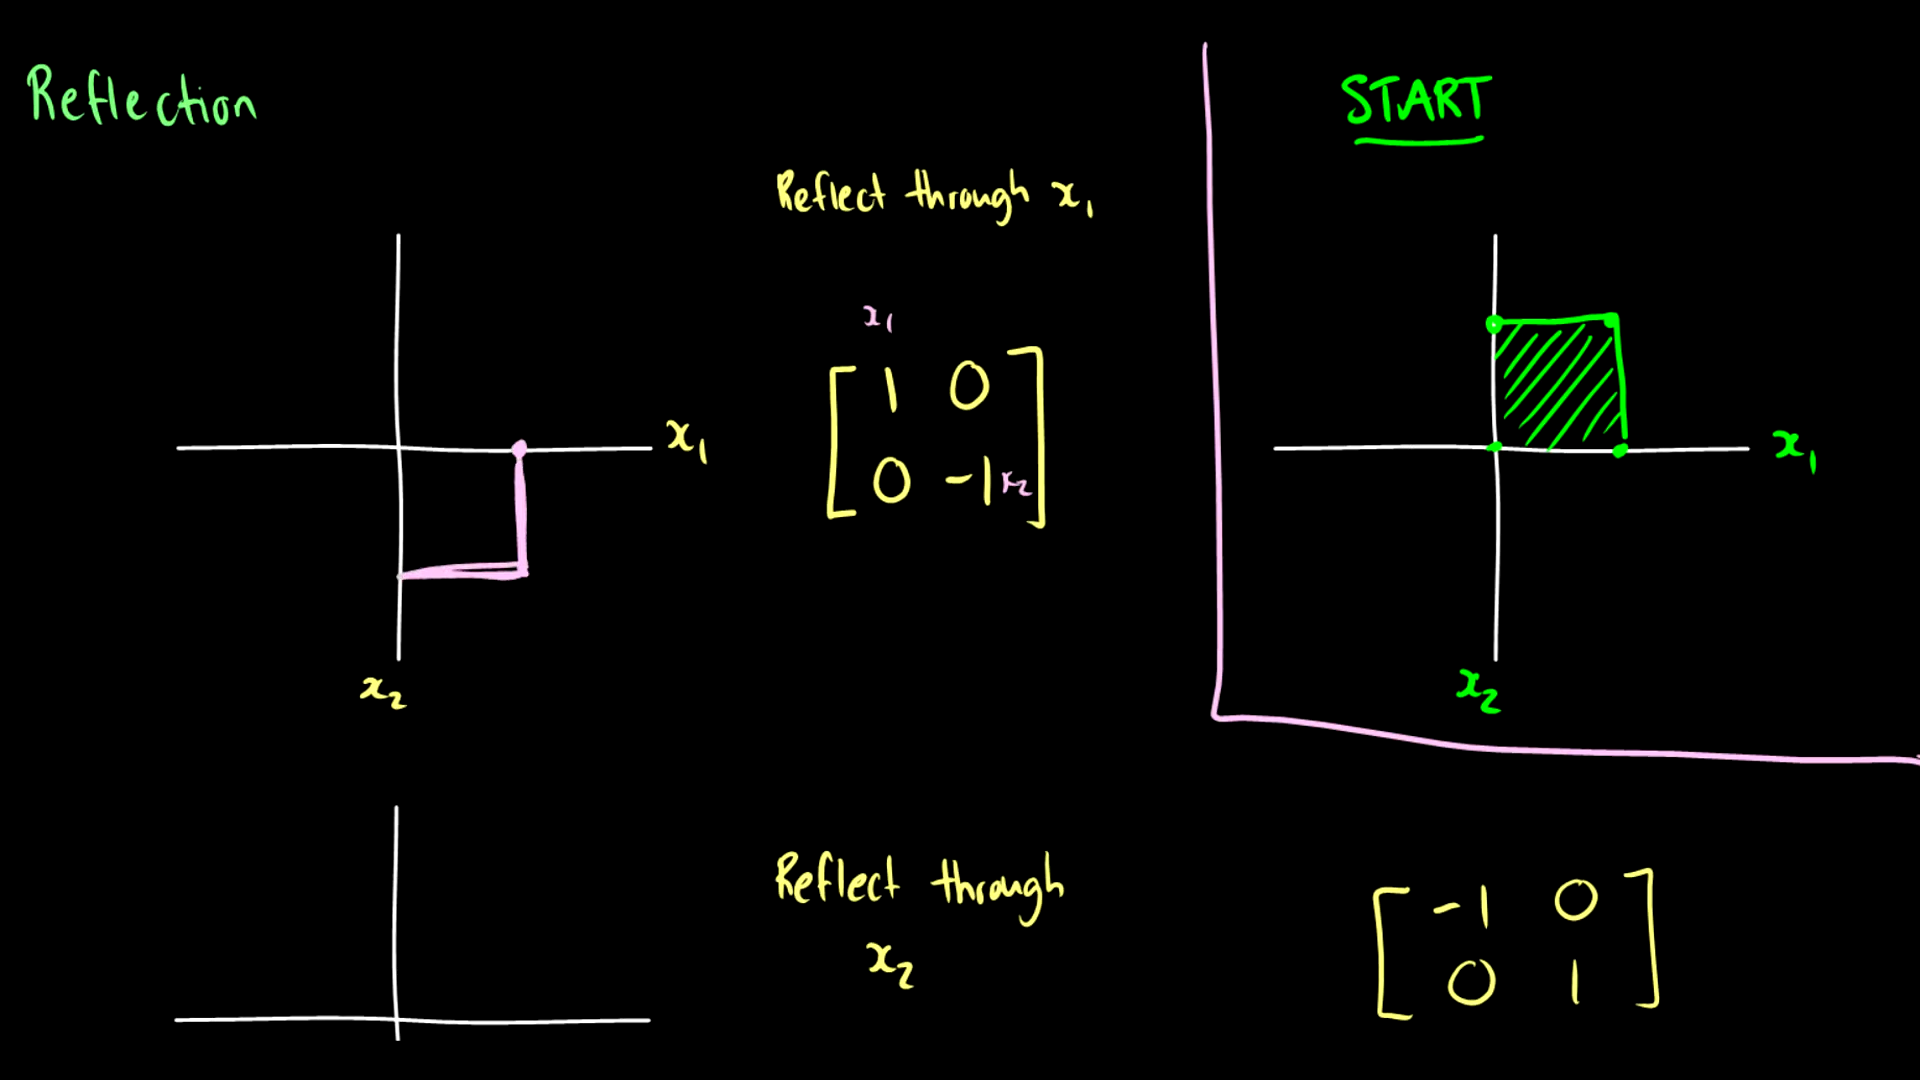 Reflection
START
Reflect through x₁
x₁
[ 1 0
0 -1 x₂ ]
x₁
x₂
x₁
x₂
Reflect through
x₂
[ -1 0
0 1 ]